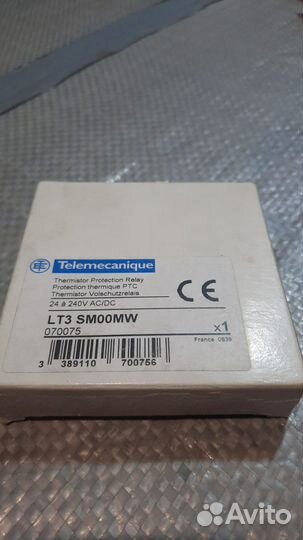 Telemecanique
Thermistor Protection Relay
Protection thermique PTC
Thermistor Volschutzrelais
24 à 240V AC/DC
CE
LT3 SM00MW
070075
x1
France 0839
3 389110 700756
Avito